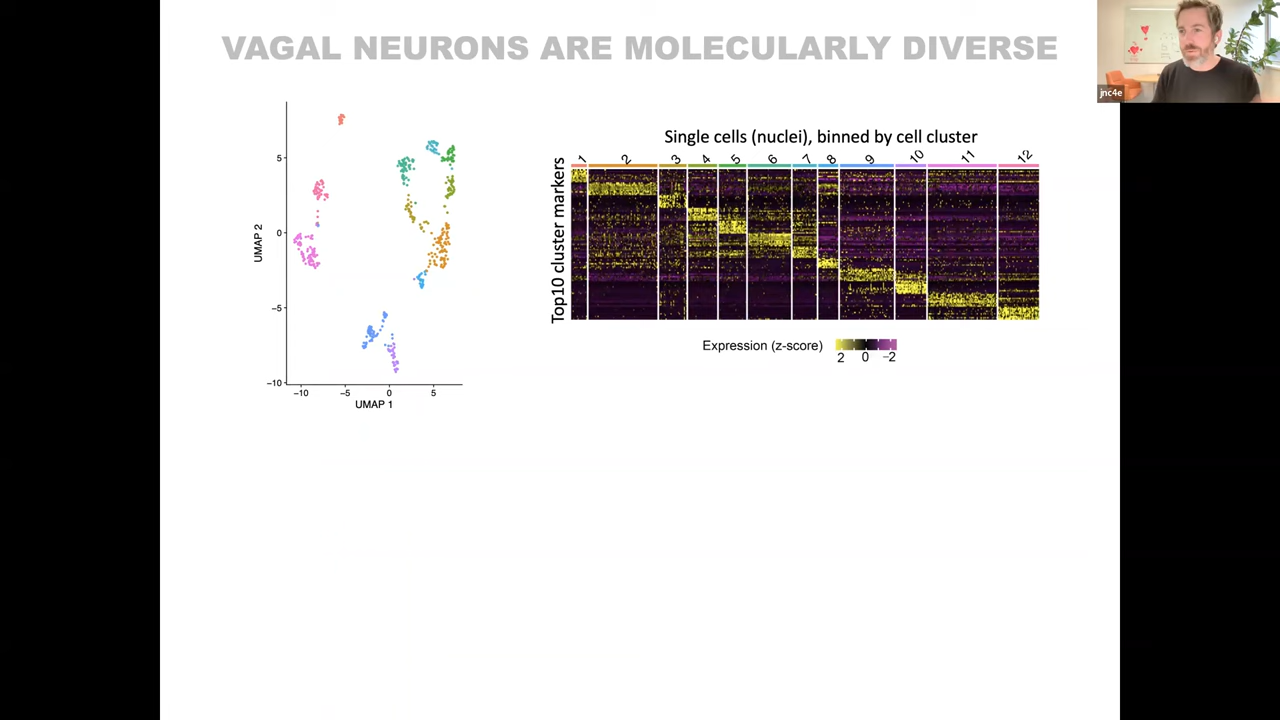 VAGAL NEURONS ARE MOLECULARLY DIVERSE
jnc4e
5
0
−5
−10
UMAP 2
−10 −5 0 5
UMAP 1
Single cells (nuclei), binned by cell cluster
1 2 3 4 5 6 7 8 9 10 11 12
Top10 cluster markers
Expression (z-score)
2 0 −2